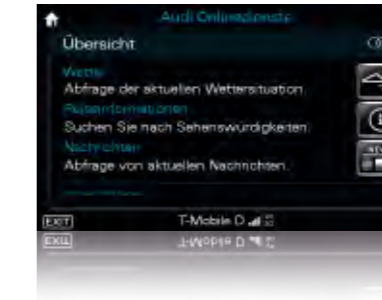 Audi Onlinedienste
Übersicht
Wetter
Abfrage der aktuellen Wettersituation.
Reiseinformationen
Suchen Sie nach Sehenswürdigkeiten.
Nachrichten
Abfrage von aktuellen Nachrichten.
EXIT T-Mobile D